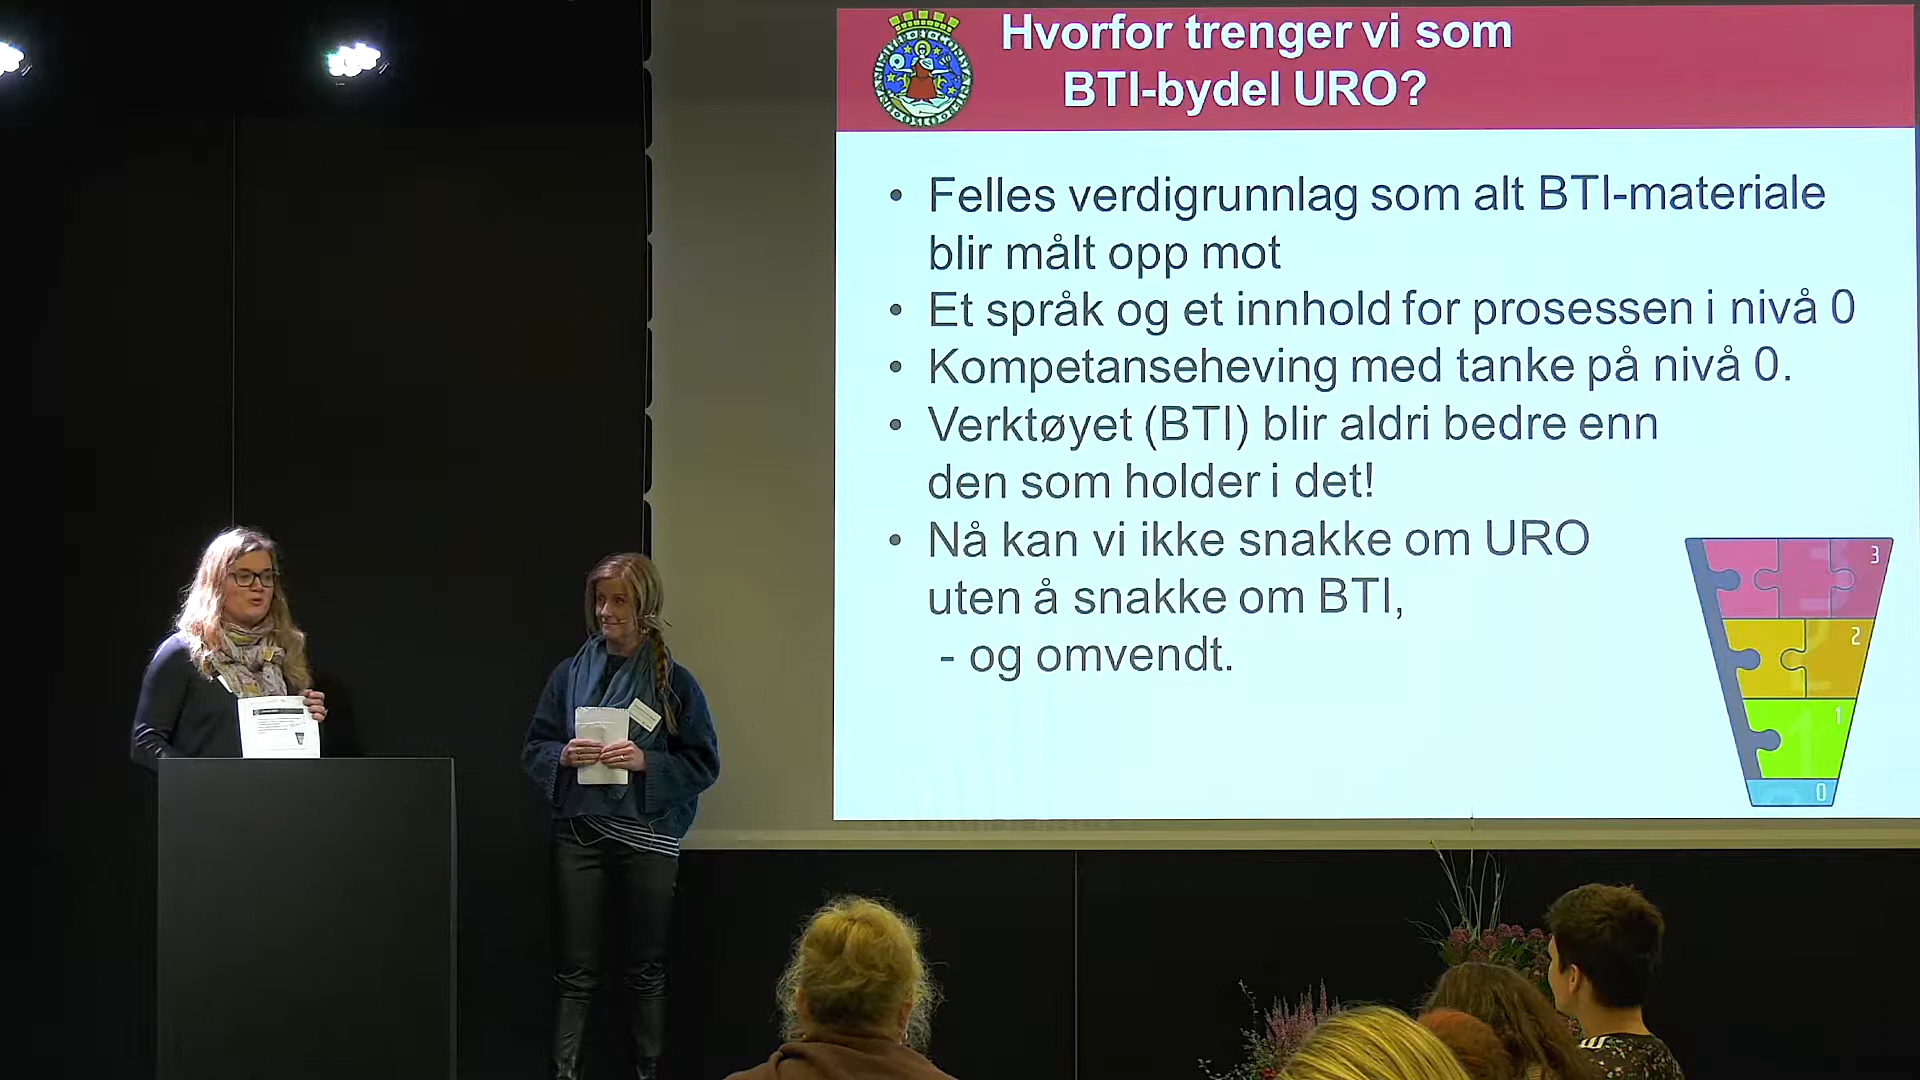 Hvorfor trenger vi som
BTI-bydel URO?
• Felles verdigrunnlag som alt BTI-materiale
blir målt opp mot
• Et språk og et innhold for prosessen i nivå 0
• Kompetanseheving med tanke på nivå 0.
• Verktøyet (BTI) blir aldri bedre enn
den som holder i det!
• Nå kan vi ikke snakke om URO
uten å snakke om BTI,
- og omvendt.
3
2
1
0
OSLO